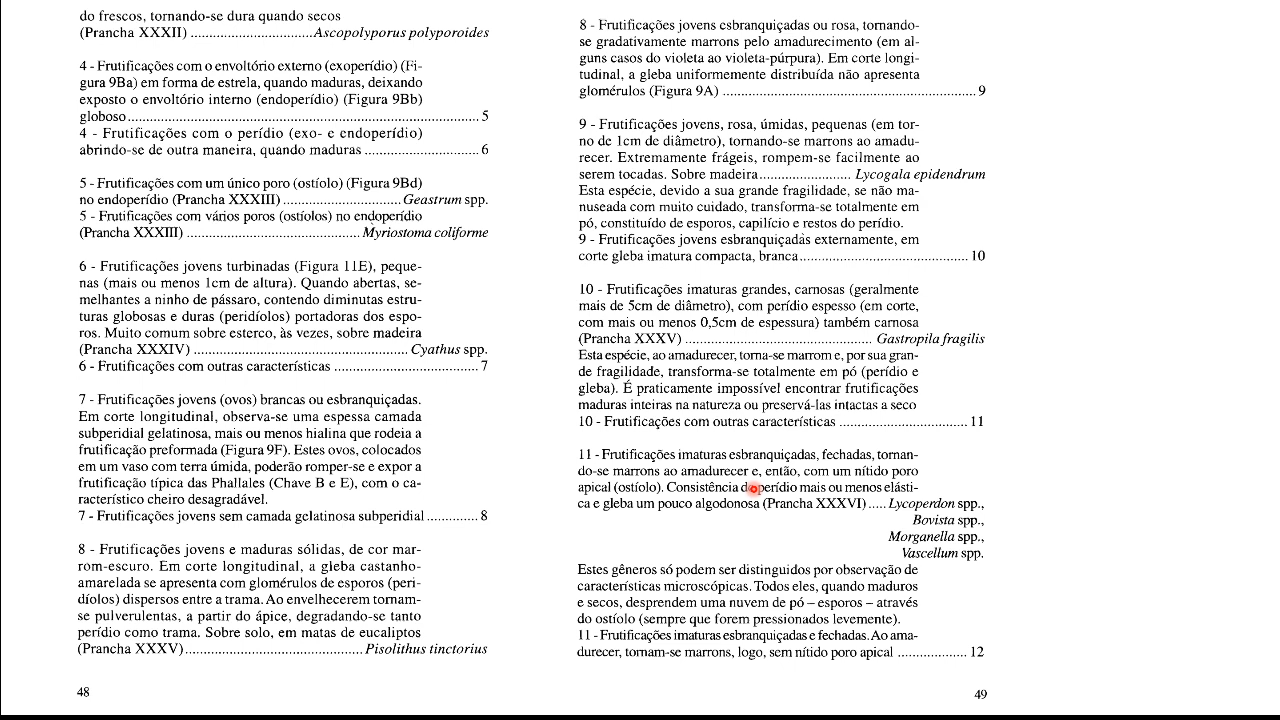 do frescos, tornando-se dura quando secos
(Prancha XXXII) .................................Ascopolyporus polyporoides
4 - Frutificações com o envoltório externo (exoperídio) (Fi-
gura 9Ba) em forma de estrela, quando maduras, deixando
exposto o envoltório interno (endoperídio) (Figura 9Bb)
globoso............................................................................................... 5
4 - Frutificações com o perídio (exo- e endoperídio)
abrindo-se de outra maneira, quando maduras ............................... 6
5 - Frutificações com um único poro (ostíolo) (Figura 9Bd)
no endoperídio (Prancha XXXIII) ................................ Geastrum spp.
5 - Frutificações com vários poros (ostíolos) no endoperídio
(Prancha XXXIII) ............................................... Myriostoma coliforme
6 - Frutificações jovens turbinadas (Figura 11E), peque-
nas (mais ou menos 1cm de altura). Quando abertas, se-
melhantes a ninho de pássaro, contendo diminutas estru-
turas globosas e duras (peridíolos) portadoras dos espo-
ros. Muito comum sobre esterco, às vezes, sobre madeira
(Prancha XXXIV) .......................................................... Cyathus spp.
6 - Frutificações com outras características ....................................... 7
7 - Frutificações jovens (ovos) brancas ou esbranquiçadas.
Em corte longitudinal, observa-se uma espessa camada
subperidial gelatinosa, mais ou menos hialina que rodeia a
frutificação preformada (Figura 9F). Estes ovos, colocados
em um vaso com terra úmida, poderão romper-se e expor a
frutificação típica das Phallales (Chave B e E), com o ca-
racterístico cheiro desagradável.
7 - Frutificações jovens sem camada gelatinosa subperidial .............. 8
8 - Frutificações jovens e maduras sólidas, de cor mar-
rom-escuro. Em corte longitudinal, a gleba castanho-
amarelada se apresenta com glomérulos de esporos (peri-
díolos) dispersos entre a trama. Ao envelhecerem tornam-
se pulverulentas, a partir do ápice, degradando-se tanto
perídio como trama. Sobre solo, em matas de eucaliptos
(Prancha XXXV)................................................ Pisolithus tinctorius
48
8 - Frutificações jovens esbranquiçadas ou rosa, tornando-
se gradativamente marrons pelo amadurecimento (em al-
guns casos do violeta ao violeta-púrpura). Em corte longi-
tudinal, a gleba uniformemente distribuída não apresenta
glomérulos (Figura 9A) ..................................................................... 9
9 - Frutificações jovens, rosa, úmidas, pequenas (em tor-
no de 1cm de diâmetro), tornando-se marrons ao amadu-
recer. Extremamente frágeis, rompem-se facilmente ao
serem tocadas. Sobre madeira......................... Lycogala epidendrum
Esta espécie, devido a sua grande fragilidade, se não ma-
nuseada com muito cuidado, transforma-se totalmente em
pó, constituído de esporos, capilício e restos do perídio.
9 - Frutificações jovens esbranquiçadas externamente, em
corte gleba imatura compacta, branca.............................................. 10
10 - Frutificações imaturas grandes, carnosas (geralmente
mais de 5cm de diâmetro), com perídio espesso (em corte,
com mais ou menos 0,5cm de espessura) também carnosa
(Prancha XXXV) .................................................... Gastropila fragilis
Esta espécie, ao amadurecer, torna-se marrom e, por sua gran-
de fragilidade, transforma-se totalmente em pó (perídio e
gleba). É praticamente impossível encontrar frutificações
maduras inteiras na natureza ou preservá-las intactas a seco
10 - Frutificações com outras características ................................... 11
11 - Frutificações imaturas esbranquiçadas, fechadas, tornan-
do-se marrons ao amadurecer e, então, com um nítido poro
apical (ostíolo). Consistência do perídio mais ou menos elásti-
ca e gleba um pouco algodonosa (Prancha XXXVI) ..... Lycoperdon spp.,
Bovista spp.,
Morganella spp.,
Vascellum spp.
Estes gêneros só podem ser distinguidos por observação de
características microscópicas. Todos eles, quando maduros
e secos, desprendem uma nuvem de pó – esporos – através
do ostíolo (sempre que forem pressionados levemente).
11 - Frutificações imaturas esbranquiçadas e fechadas. Ao ama-
durecer, tornam-se marrons, logo, sem nítido poro apical ................... 12
49